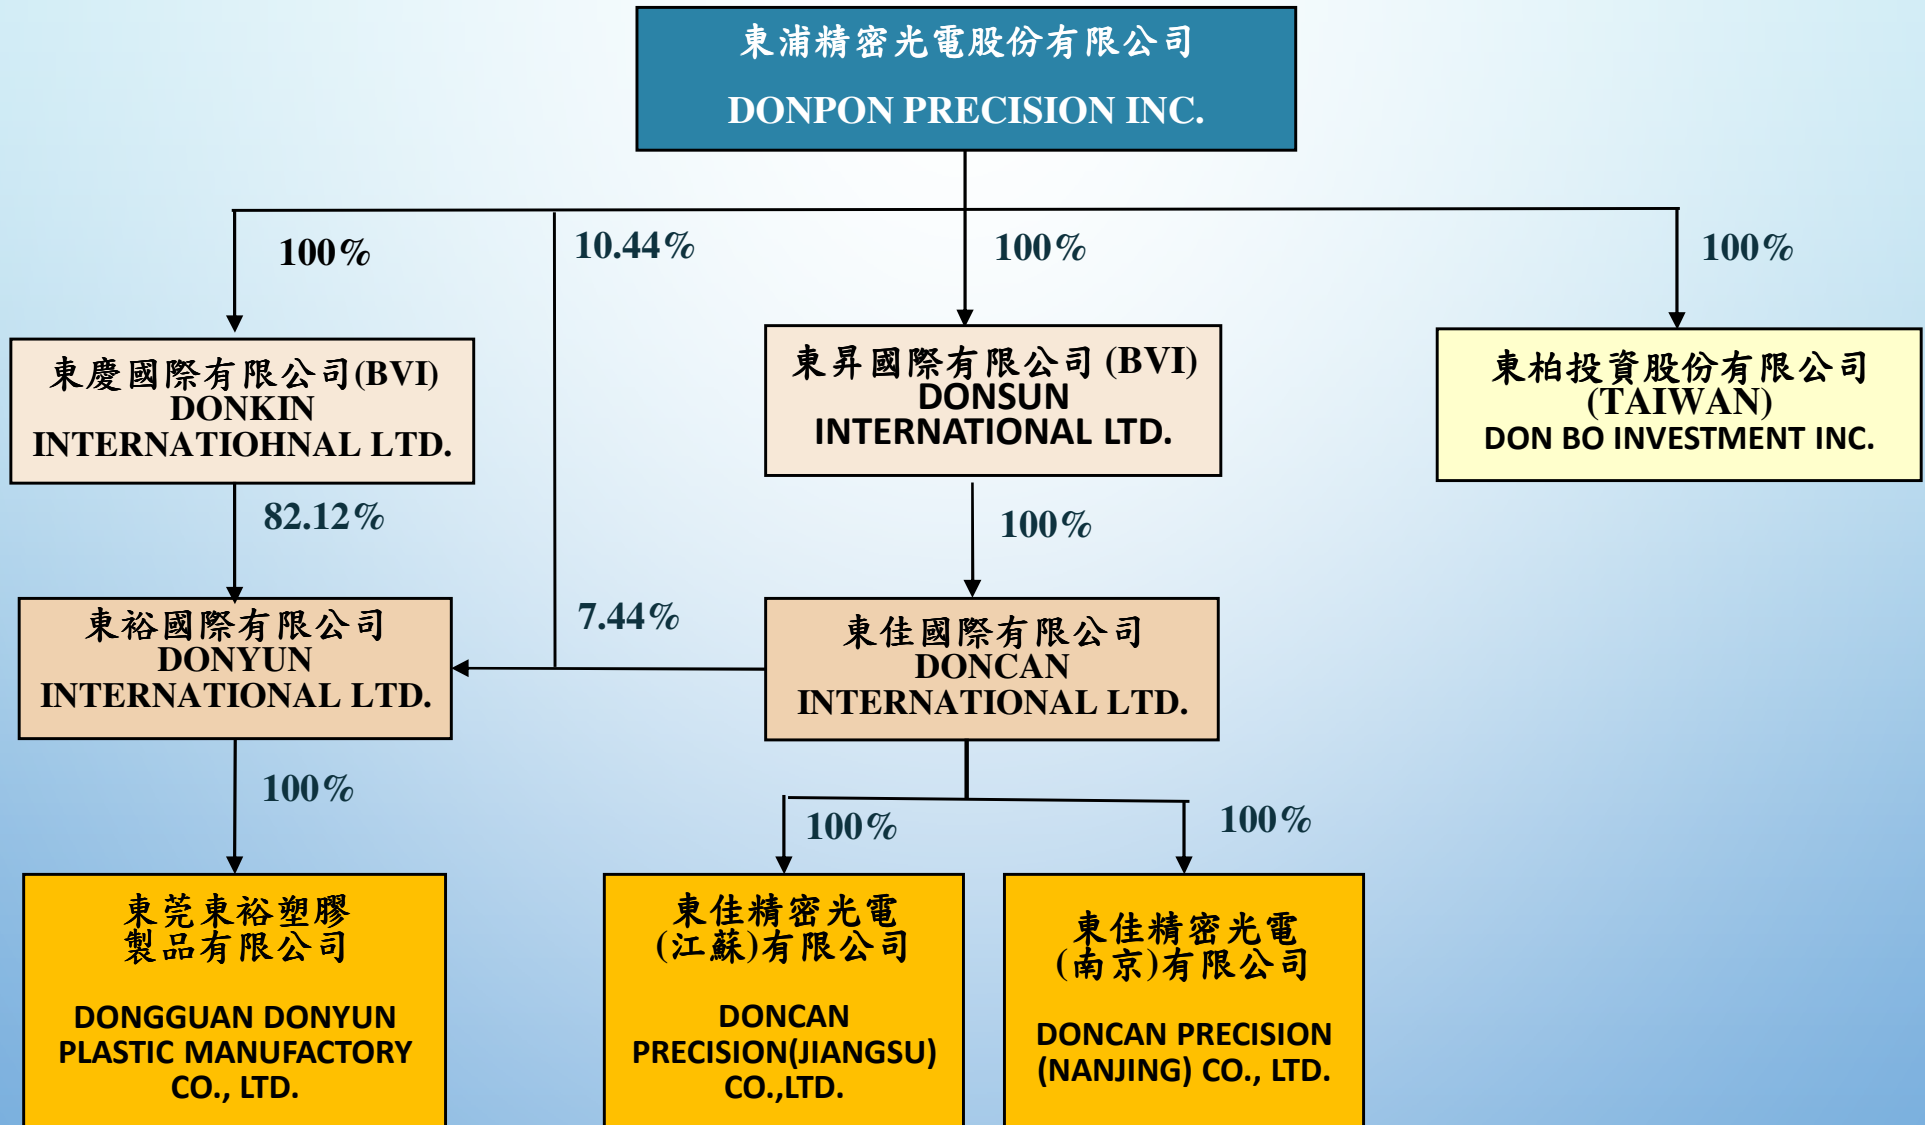 東浦精密光電股份有限公司
DONPON PRECISION INC.
100%
10.44%
100%
100%
東慶國際有限公司(BVI)
DONKIN
INTERNATIOHNAL LTD.
東昇國際有限公司 (BVI)
DONSUN
INTERNATIONAL LTD.
東柏投資股份有限公司
(TAIWAN)
DON BO INVESTMENT INC.
82.12%
100%
東裕國際有限公司
DONYUN
INTERNATIONAL LTD.
7.44%
東佳國際有限公司
DONCAN
INTERNATIONAL LTD.
100%
100%
100%
東莞東裕塑膠
製品有限公司
DONGGUAN DONYUN
PLASTIC MANUFACTORY
CO., LTD.
東佳精密光電
(江蘇)有限公司
DONCAN
PRECISION(JIANGSU)
CO.,LTD.
東佳精密光電
(南京)有限公司
DONCAN PRECISION
(NANJING) CO., LTD.